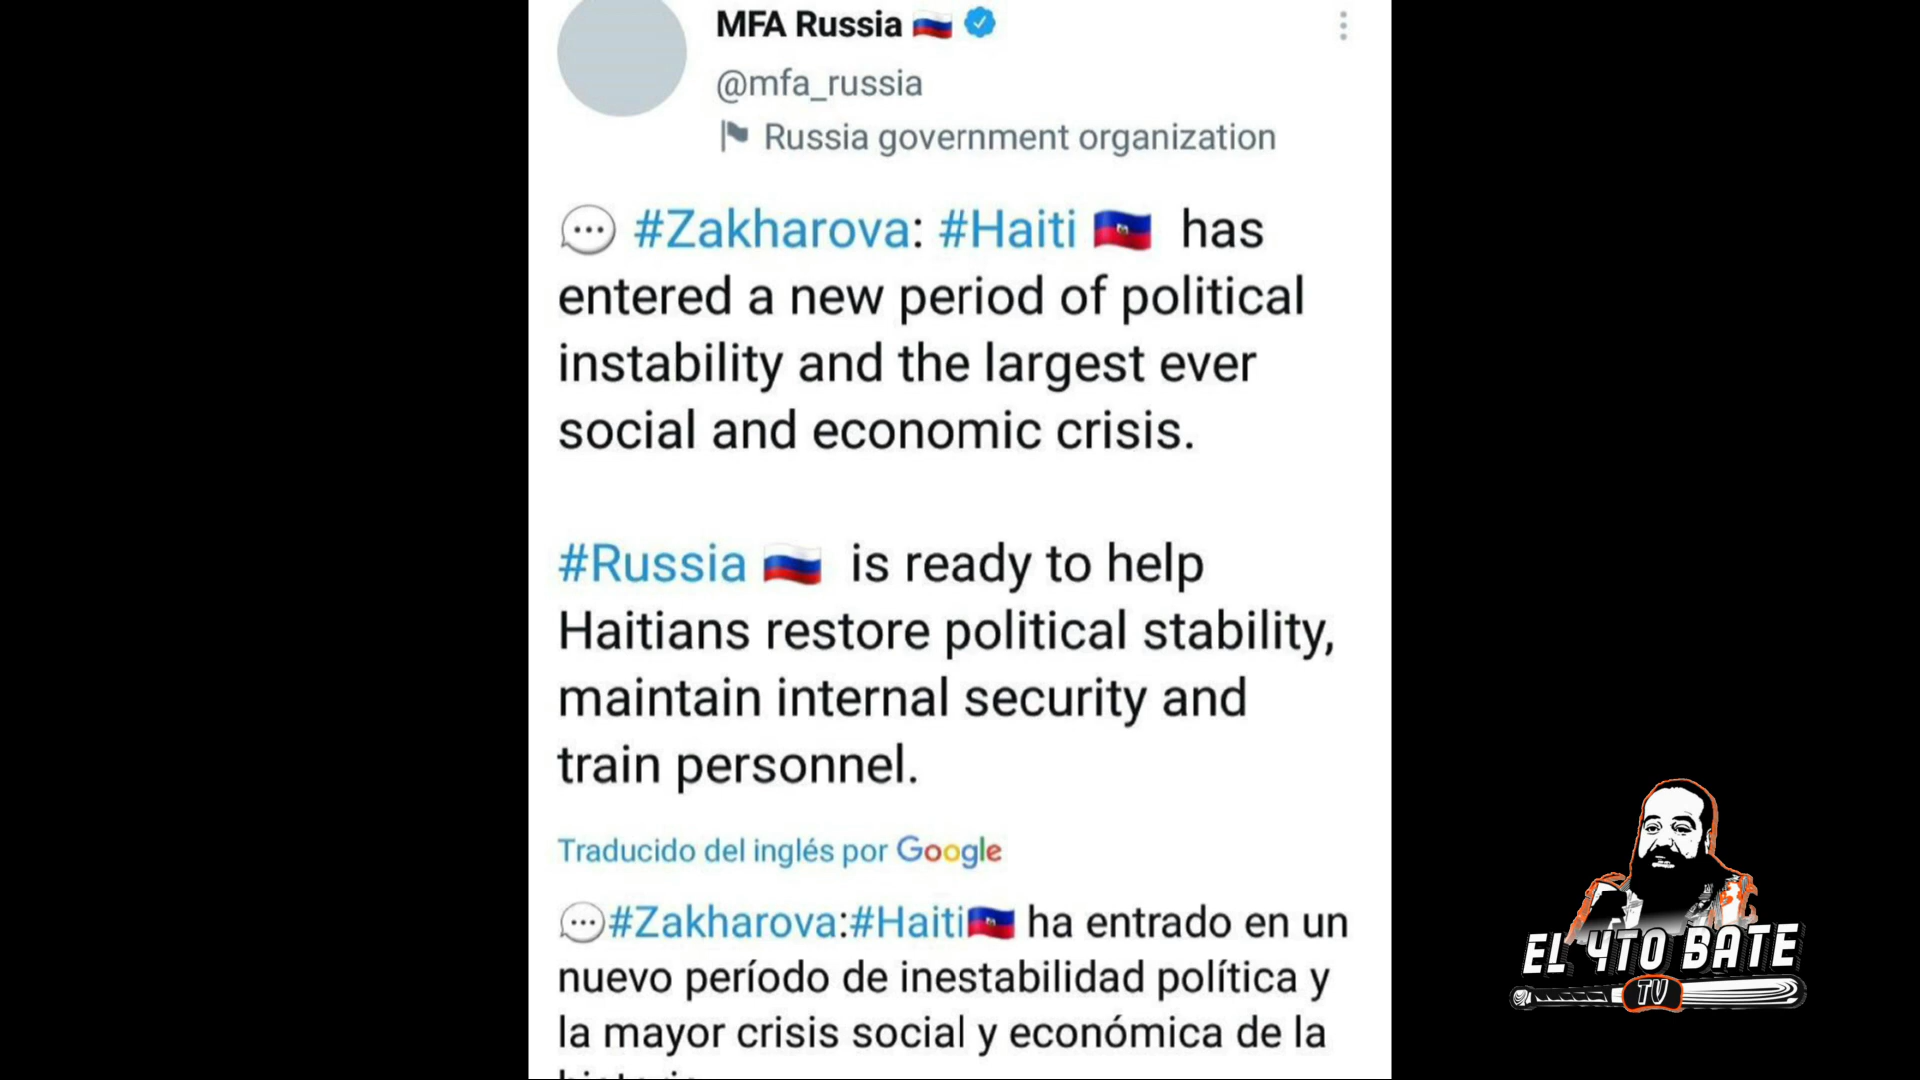 MFA Russia 🇷🇺
@mfa_russia
Russia government organization
💬 #Zakharova: #Haiti 🇭🇹 has
entered a new period of political
instability and the largest ever
social and economic crisis.
#Russia 🇷🇺 is ready to help
Haitians restore political stability,
maintain internal security and
train personnel.
Traducido del inglés por Google
💬#Zakharova:#Haiti🇭🇹 ha entrado en un
nuevo período de inestabilidad política y
la mayor crisis social y económica de la
EL 4TO BATE
TV